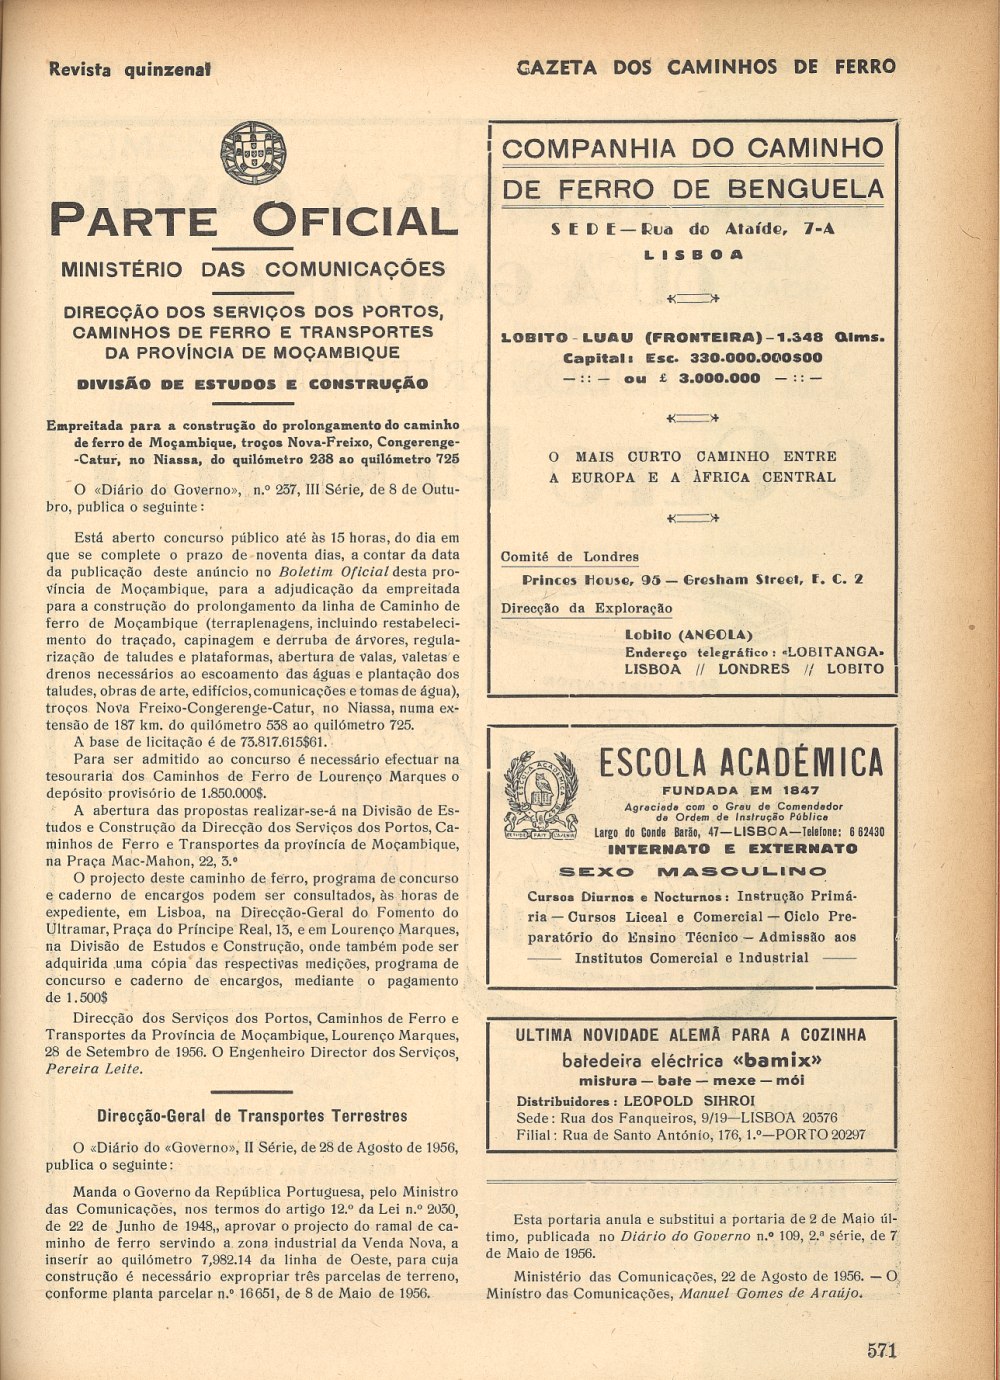 Revista quinzenal
GAZETA DOS CAMINHOS DE FERRO
PARTE OFICIAL
MINISTÉRIO DAS COMUNICAÇÕES
DIRECÇÃO DOS SERVIÇOS DOS PORTOS,
CAMINHOS DE FERRO E TRANSPORTES
DA PROVÍNCIA DE MOÇAMBIQUE
DIVISÃO DE ESTUDOS E CONSTRUÇÃO
Empreitada para a construção do prolongamento do caminho
de ferro de Moçambique, troços Nova-Freixo, Congerenge-
-Catur, no Niassa, do quilómetro 238 ao quilómetro 725
O «Diário do Governo», n.º 237, III Série, de 8 de Outu-
bro, publica o seguinte:
Está aberto concurso público até às 15 horas, do dia em
que se complete o prazo de noventa dias, a contar da data
da publicação deste anúncio no Boletim Oficial desta pro-
víncia de Moçambique, para a adjudicação da empreitada
para a construção do prolongamento da linha de Caminho de
ferro de Moçambique (terraplenagens, incluindo restabeleci-
mento do traçado, capinagem e derruba de árvores, regula-
rização de taludes e plataformas, abertura de valas, valetas e
drenos necessários ao escoamento das águas e plantação dos
taludes, obras de arte, edifícios, comunicações e tomas de água),
troços Nova Freixo-Congerenge-Catur, no Niassa, numa ex-
tensão de 187 km. do quilómetro 538 ao quilómetro 725.
A base de licitação é de 73.817.615$61.
Para ser admitido ao concurso é necessário efectuar na
tesouraria dos Caminhos de Ferro de Lourenço Marques o
depósito provisório de 1.850.000$.
A abertura das propostas realizar-se-á na Divisão de Es-
tudos e Construção da Direcção dos Serviços dos Portos, Ca-
minhos de Ferro e Transportes da província de Moçambique,
na Praça Mac-Mahon, 22, 3.º
O projecto deste caminho de ferro, programa de concurso
e caderno de encargos podem ser consultados, às horas de
expediente, em Lisboa, na Direcção-Geral do Fomento do
Ultramar, Praça do Príncipe Real, 13, e em Lourenço Marques,
na Divisão de Estudos e Construção, onde também pode ser
adquirida uma cópia das respectivas medições, programa de
concurso e caderno de encargos, mediante o pagamento
de 1.500$
Direcção dos Serviços dos Portos, Caminhos de Ferro e
Transportes da Província de Moçambique, Lourenço Marques,
28 de Setembro de 1956. O Engenheiro Director dos Serviços,
Pereira Leite.
Direcção-Geral de Transportes Terrestres
O «Diário do «Governo», II Série, de 28 de Agosto de 1956,
publica o seguinte:
Manda o Governo da República Portuguesa, pelo Ministro
das Comunicações, nos termos do artigo 12.º da Lei n.º 2030,
de 22 de Junho de 1948,, aprovar o projecto do ramal de ca-
minho de ferro servindo a zona industrial da Venda Nova, a
inserír ao quilómetro 7,982.14 da linha de Oeste, para cuja
construção é necessário expropriar três parcelas de terreno,
conforme planta parcelar n.º 16651, de 8 de Maio de 1956.
COMPANHIA DO CAMINHO
DE FERRO DE BENGUELA
SEDE—Rua do Ataíde, 7-A
LISBOA
LOBITO - LUAU (FRONTEIRA) - 1.348 Qlms.
Capital: Esc. 330.000.000$00
— :: — ou £ 3.000.000 — :: —
O MAIS CURTO CAMINHO ENTRE
A EUROPA E A ÀFRICA CENTRAL
Comité de Londres
Princes House, 95 — Gresham Street, E. C. 2
Direcção da Exploração
Lobito (ANGOLA)
Endereço telegráfico: «LOBITANGA»
LISBOA // LONDRES // LOBITO
ESCOLA ACADÉMICA
ESCOLA ACADÉMICA
FUNDADA EM 1847
Agraciada com o Grau de Comendador
da Ordem de Instrução Pública
Largo do Conde Barão, 47—LISBOA—Telefone: 6 62430
INTERNATO E EXTERNATO
SEXO MASCULINO
Cursos Diurnos e Nocturnos: Instrução Primá-
ria — Cursos Liceal e Comercial — Ciclo Pre-
paratório do Ensino Técnico — Admissão aos
Institutos Comercial e Industrial
ULTIMA NOVIDADE ALEMÃ PARA A COZINHA
batedeira eléctrica «bamix»
mistura — bate — mexe — mói
Distribuidores: LEOPOLD SIHROI
Sede: Rua dos Fanqueiros, 9/19—LISBOA 20376
Filial: Rua de Santo António, 176, 1.º—PORTO 20297
Esta portaria anula e substitui a portaria de 2 de Maio úl-
timo, publicada no Diário do Governo n.º 109, 2.ª série, de 7
de Maio de 1956.
Ministério das Comunicações, 22 de Agosto de 1956. — O
Minístro das Comunicações, Manuel Gomes de Araújo.
571